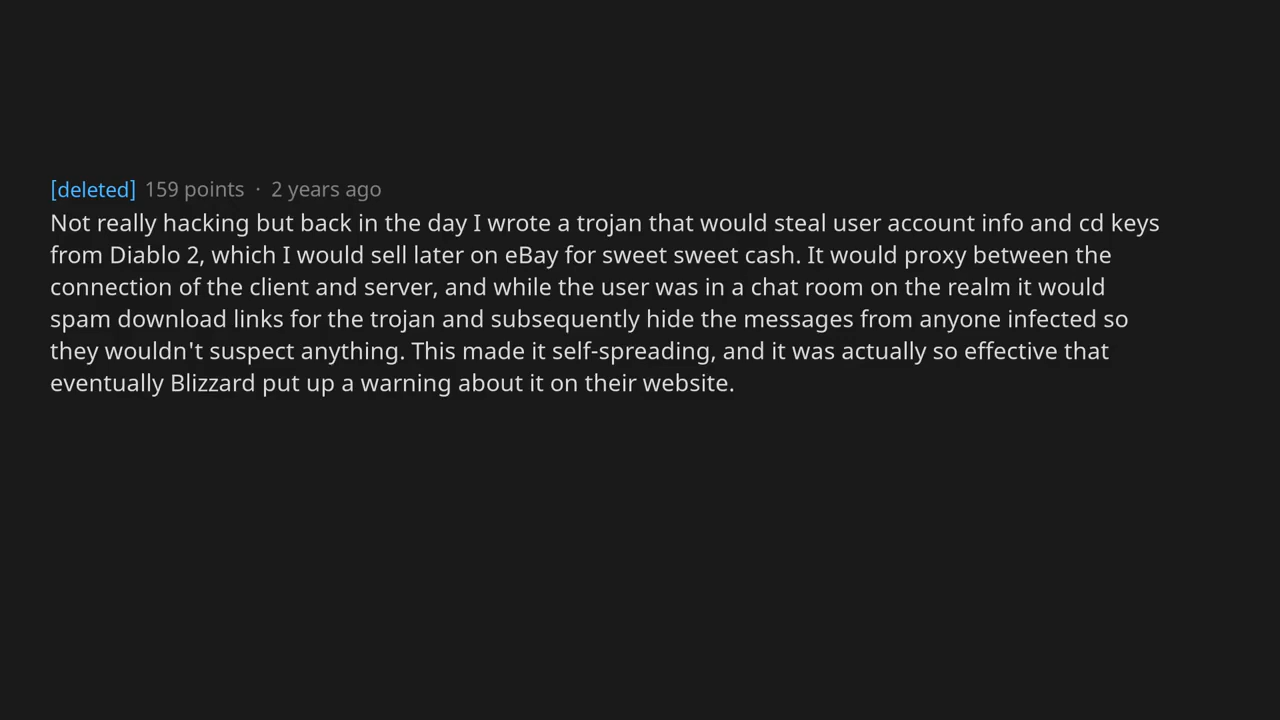 [deleted] 159 points · 2 years ago
Not really hacking but back in the day I wrote a trojan that would steal user account info and cd keys
from Diablo 2, which I would sell later on eBay for sweet sweet cash. It would proxy between the
connection of the client and server, and while the user was in a chat room on the realm it would
spam download links for the trojan and subsequently hide the messages from anyone infected so
they wouldn't suspect anything. This made it self-spreading, and it was actually so effective that
eventually Blizzard put up a warning about it on their website.